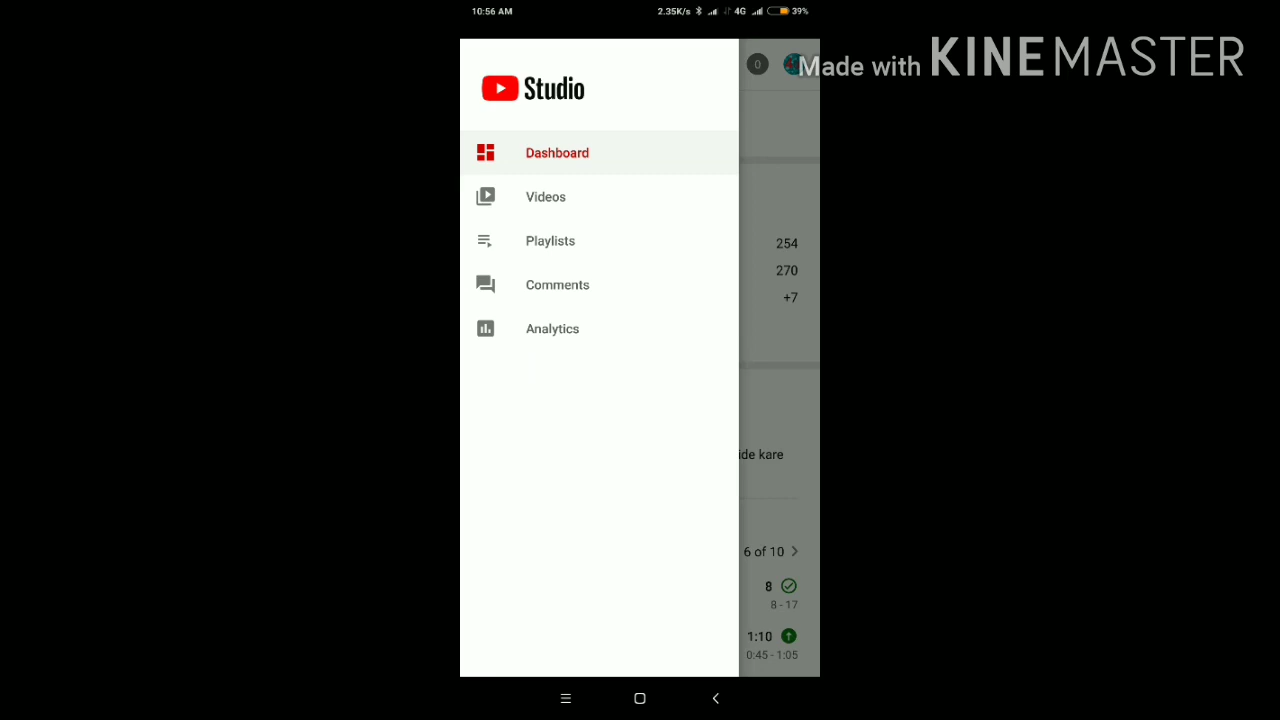 10:56 AM 2.35K/s 4G 39%
Made with KINEMASTER
0
Studio
Dashboard
Videos
Playlists
Comments
Analytics
254
270
+7
ide kare
6 of 10
8
8 - 17
1:10
0:45 - 1:05